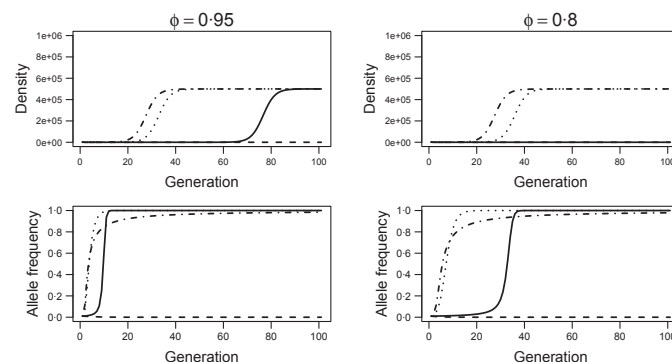 ϕ = 0·95
Density
1e+06
8e+05
6e+05
4e+05
2e+05
0e+00
0 20 40 60 80 100
Generation
ϕ = 0·8
Density
1e+06
8e+05
6e+05
4e+05
2e+05
0e+00
0 20 40 60 80 100
Generation
Allele frequency
1·0
0·8
0·6
0·4
0·2
0·0
0 20 40 60 80 100
Generation
Allele frequency
1·0
0·8
0·6
0·4
0·2
0·0
0 20 40 60 80 100
Generation